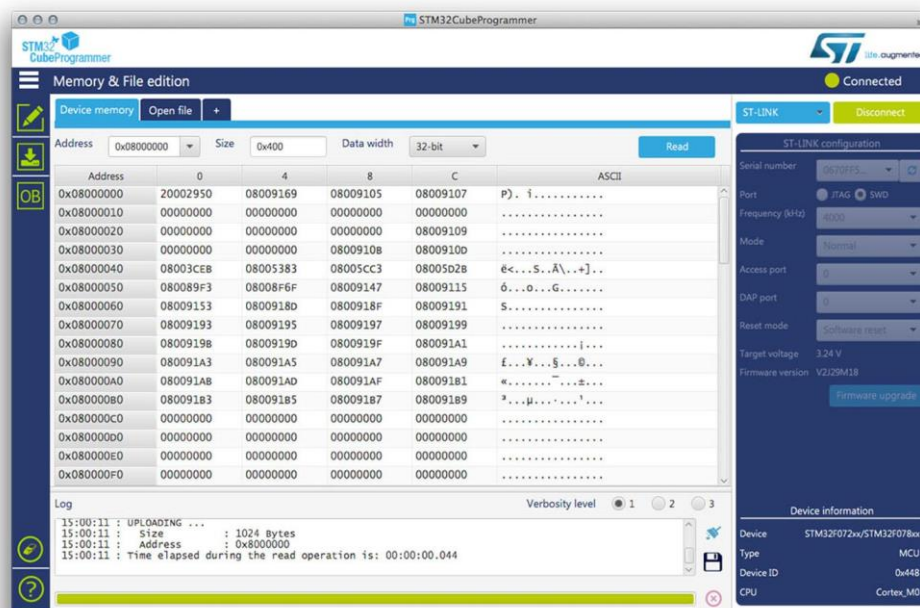 STM32CubeProgrammer
STM32
CubeProgrammer
life.augmented
Memory & File edition
Connected
Device memory Open file +
ST-LINK Disconnect
Address 0x08000000 Size 0x400 Data width 32-bit Read
ST-LINK configuration
Serial number 0670FF5...
Port JTAG SWD
Frequency (kHz) 4000
Mode Normal
Access port 0
DAP port 0
Reset mode Software reset
Target voltage 3.24 V
Firmware version V2J29M18
Firmware upgrade
Address 0 4 8 C ASCII
0x08000000 20002950 08009169 08009105 08009107 P). i...........
0x08000010 00000000 00000000 00000000 00000000 ................
0x08000020 00000000 00000000 00000000 08009109 ................
0x08000030 00000000 00000000 0800910B 0800910D ................
0x08000040 08003CEB 08005383 08005CC3 08005D2B ë<...S..Ã\..+]..
0x08000050 080089F3 08008F6F 08009147 08009115 ó...o...G.......
0x08000060 08009153 0800918D 0800918F 08009191 S...............
0x08000070 08009193 08009195 08009197 08009199 ................
0x08000080 0800919B 0800919D 0800919F 080091A1 ............¡...
0x08000090 080091A3 080091A5 080091A7 080091A9 £...¥...§...©...
0x080000A0 080091AB 080091AD 080091AF 080091B1 «.......¯...±...
0x080000B0 080091B3 080091B5 080091B7 080091B9 ³...µ...·...¹...
0x080000C0 00000000 00000000 00000000 00000000 ................
0x080000D0 00000000 00000000 00000000 00000000 ................
0x080000E0 00000000 00000000 00000000 00000000 ................
0x080000F0 00000000 00000000 00000000 00000000 ................
OB
Log Verbosity level 1 2 3
15:00:11 : UPLOADING ...
15:00:11 : Size : 1024 Bytes
15:00:11 : Address : 0x8000000
15:00:11 : Time elapsed during the read operation is: 00:00:00.044
Device information
Device STM32F072xx/STM32F078xx
Type MCU
Device ID 0x448
CPU Cortex_M0